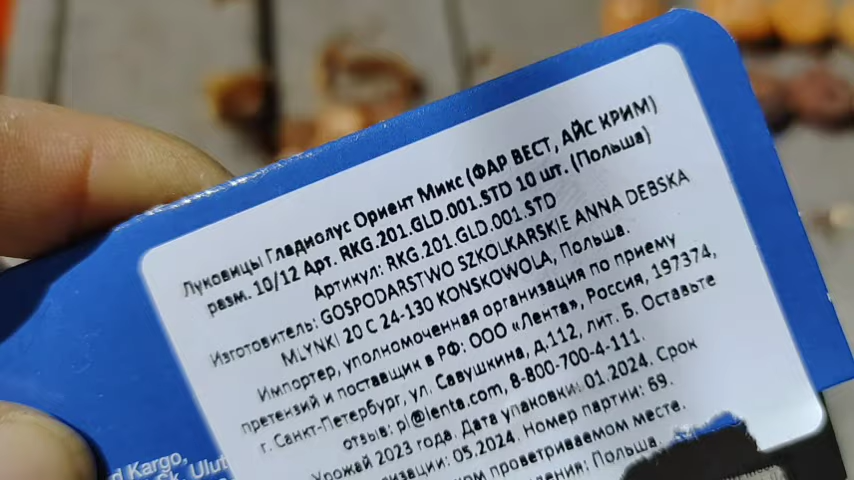 Луковицы Гладиолус Ориент Микс (ФАР ВЕСТ, АЙС КРИМ)
разм. 10/12 Арт. RKG.201.GLD.001.STD 10 шт. (Польша)
Артикул: RKG.201.GLD.001.STD
Изготовитель: GOSPODARSTWO SZKOLKARSKIE ANNA DEBSKA
MLYNKI 20 C 24-130 KONSKOWOLA, Польша.
Импортер, уполномоченная организация по приему
претензий и поставщик в РФ: ООО «Лента», Россия, 197374,
г. Санкт-Петербург, ул. Савушкина, д.112, лит. Б. Оставьте
отзыв: pl@lenta.com, 8-800-700-4-111.
Урожай 2023 года. Дата упаковки: 01.2024. Срок
05.2024. Номер партии: 69.
проветриваемом месте.
Польша.
Kargo,